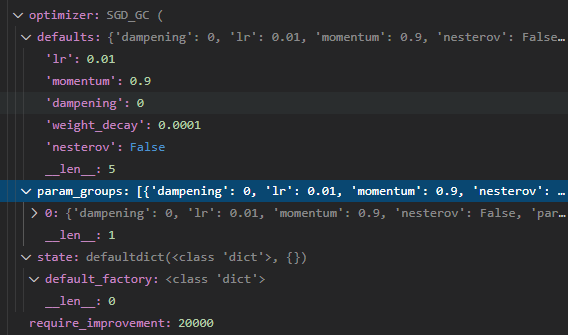 optimizer: SGD_GC (
defaults: {'dampening': 0, 'lr': 0.01, 'momentum': 0.9, 'nesterov': False…
'lr': 0.01
'momentum': 0.9
'dampening': 0
'weight_decay': 0.0001
'nesterov': False
__len__: 5
param_groups: [{'dampening': 0, 'lr': 0.01, 'momentum': 0.9, 'nesterov': …
0: {'dampening': 0, 'lr': 0.01, 'momentum': 0.9, 'nesterov': False, 'par…
__len__: 1
state: defaultdict(<class 'dict'>, {})
default_factory: <class 'dict'>
__len__: 0
require_improvement: 20000